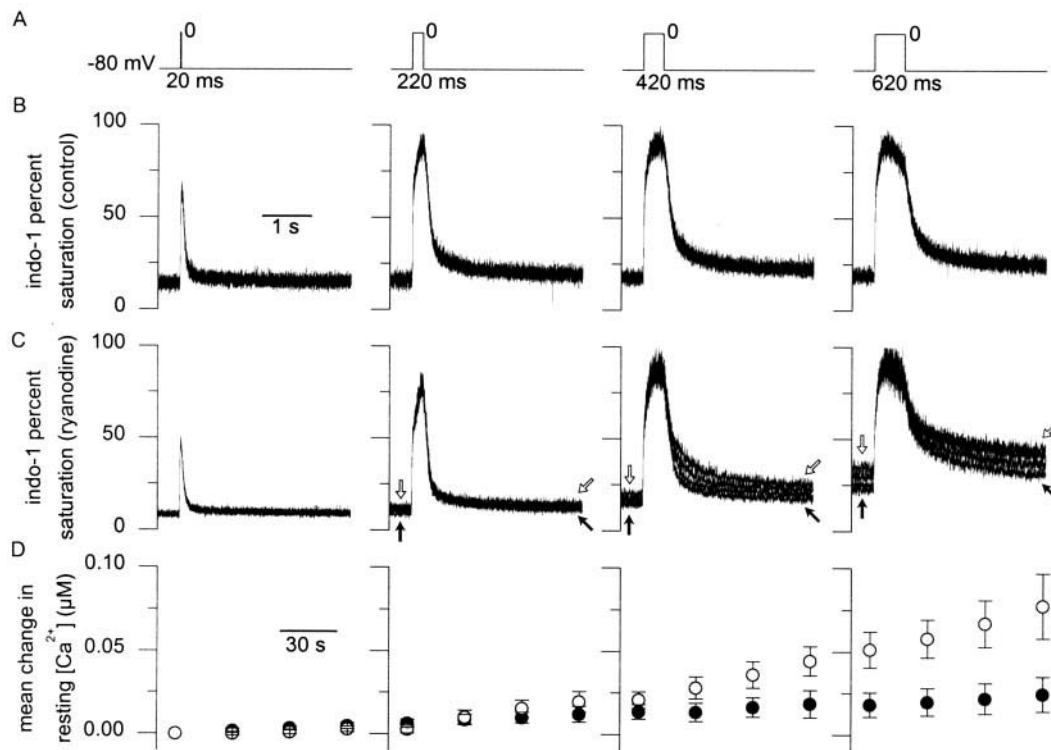 A
0 0 0 0
-80 mV
20 ms 220 ms 420 ms 620 ms
B
indo-1 percent
saturation (control)
100
50
0
1 s
C
indo-1 percent
saturation (ryanodine)
100
50
0
D
mean change in
resting [Ca²⁺] (µM)
0.10
0.05
0.00
30 s